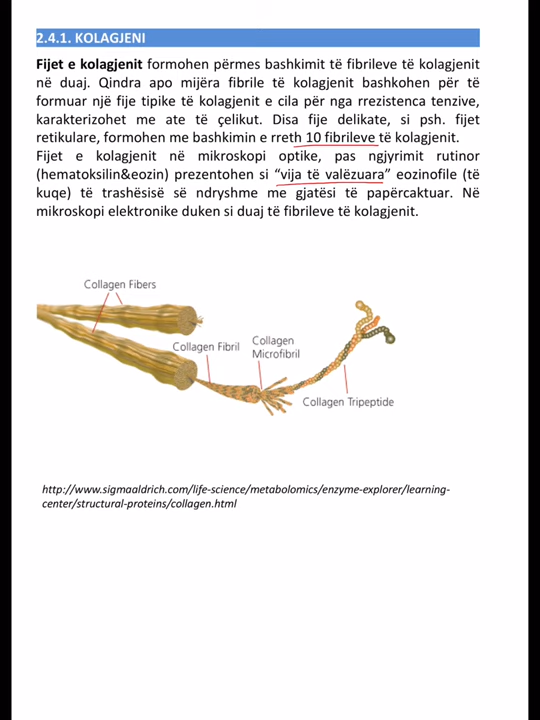 2.4.1. KOLAGJENI
Fijet e kolagjenit formohen përmes bashkimit të fibrileve të kolagjenit
në duaj. Qindra apo mijëra fibrile të kolagjenit bashkohen për të
formuar një fije tipike të kolagjenit e cila për nga rrezistenca tenzive,
karakterizohet me ate të çelikut. Disa fije delikate, si psh. fijet
retikulare, formohen me bashkimin e rreth 10 fibrileve të kolagjenit.
Fijet e kolagjenit në mikroskopi optike, pas ngjyrimit rutinor
(hematoksilin&eozin) prezentohen si “vija të valëzuara” eozinofile (të
kuqe) të trashësisë së ndryshme me gjatësi të papërcaktuar. Në
mikroskopi elektronike duken si duaj të fibrileve të kolagjenit.
Collagen Fibers
Collagen Fibril
Collagen
Microfibril
Collagen Tripeptide
http://www.sigmaaldrich.com/life-science/metabolomics/enzyme-explorer/learning-
center/structural-proteins/collagen.html